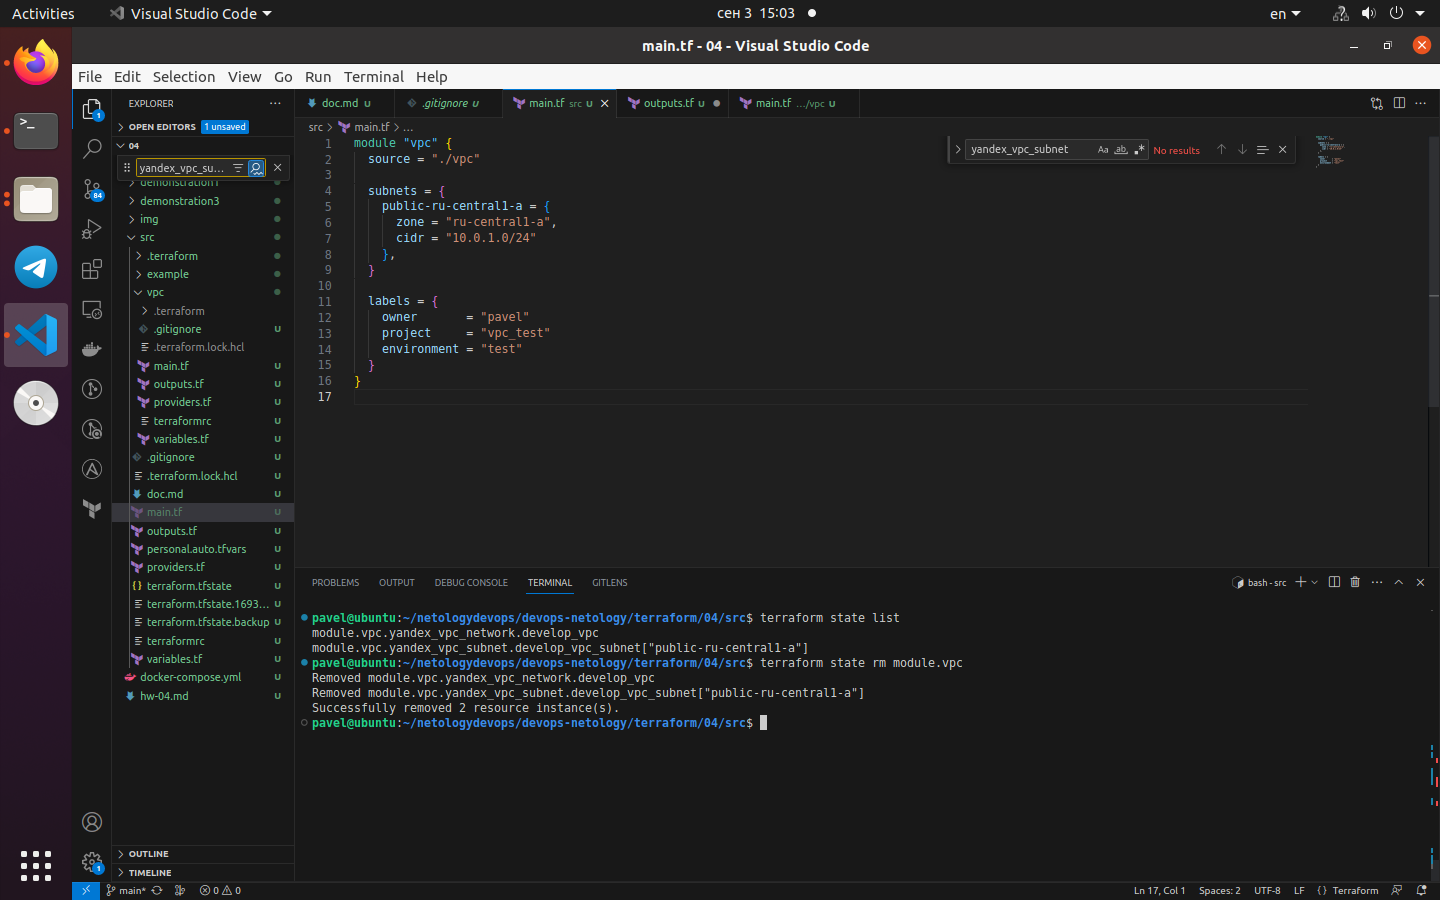 Activities
Visual Studio Code
сен 3 15:03
en
main.tf - 04 - Visual Studio Code
File Edit Selection View Go Run Terminal Help
EXPLORER
OPEN EDITORS 1 unsaved
04
yandex_vpc_su...
demonstration1
demonstration3
img
src
.terraform
example
vpc
.terraform
.gitignore U
.terraform.lock.hcl
main.tf U
outputs.tf U
providers.tf U
terraformrc U
variables.tf U
.gitignore U
.terraform.lock.hcl U
doc.md U
main.tf U
outputs.tf U
personal.auto.tfvars U
providers.tf U
terraform.tfstate U
terraform.tfstate.1693... U
terraform.tfstate.backup U
terraformrc U
variables.tf U
docker-compose.yml U
hw-04.md U
OUTLINE
TIMELINE
1
84
1
doc.md U
.gitignore U
main.tf src U
outputs.tf U
main.tf .../vpc U
src > main.tf > ...
yandex_vpc_subnet Aa ab .* No results
1 module "vpc" {
2 source = "./vpc"
3
4 subnets = {
5 public-ru-central1-a = {
6 zone = "ru-central1-a",
7 cidr = "10.0.1.0/24"
8 },
9 }
10
11 labels = {
12 owner = "pavel"
13 project = "vpc_test"
14 environment = "test"
15 }
16 }
17
PROBLEMS OUTPUT DEBUG CONSOLE TERMINAL GITLENS
bash - src
pavel@ubuntu:~/netologydevops/devops-netology/terraform/04/src$ terraform state list
module.vpc.yandex_vpc_network.develop_vpc
module.vpc.yandex_vpc_subnet.develop_vpc_subnet["public-ru-central1-a"]
pavel@ubuntu:~/netologydevops/devops-netology/terraform/04/src$ terraform state rm module.vpc
Removed module.vpc.yandex_vpc_network.develop_vpc
Removed module.vpc.yandex_vpc_subnet.develop_vpc_subnet["public-ru-central1-a"]
Successfully removed 2 resource instance(s).
pavel@ubuntu:~/netologydevops/devops-netology/terraform/04/src$
main* 0 0
Ln 17, Col 1 Spaces: 2 UTF-8 LF {} Terraform